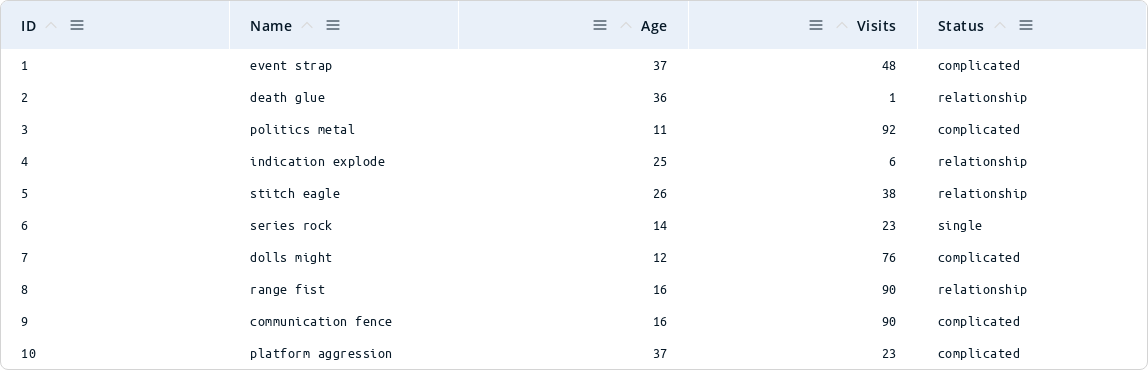 ID Name Age Visits Status
1 event strap 37 48 complicated
2 death glue 36 1 relationship
3 politics metal 11 92 complicated
4 indication explode 25 6 relationship
5 stitch eagle 26 38 relationship
6 series rock 14 23 single
7 dolls might 12 76 complicated
8 range fist 16 90 relationship
9 communication fence 16 90 complicated
10 platform aggression 37 23 complicated